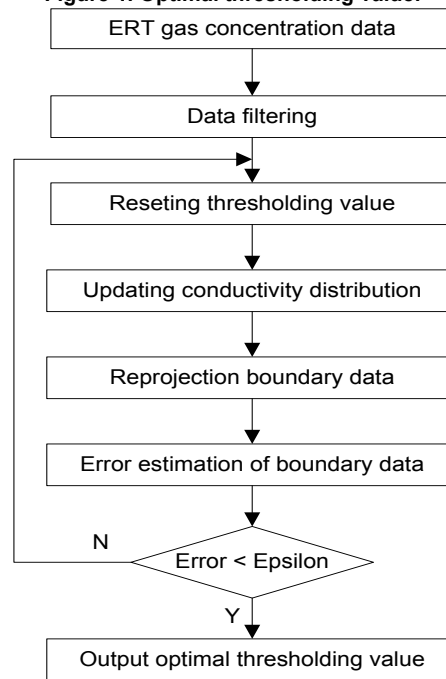 Figure 1. Optimal thresholding value.
ERT gas concentration data
Data filtering
Reseting thresholding value
Updating conductivity distribution
Reprojection boundary data
Error estimation of boundary data
N
Error < Epsilon
Y
Output optimal thresholding value